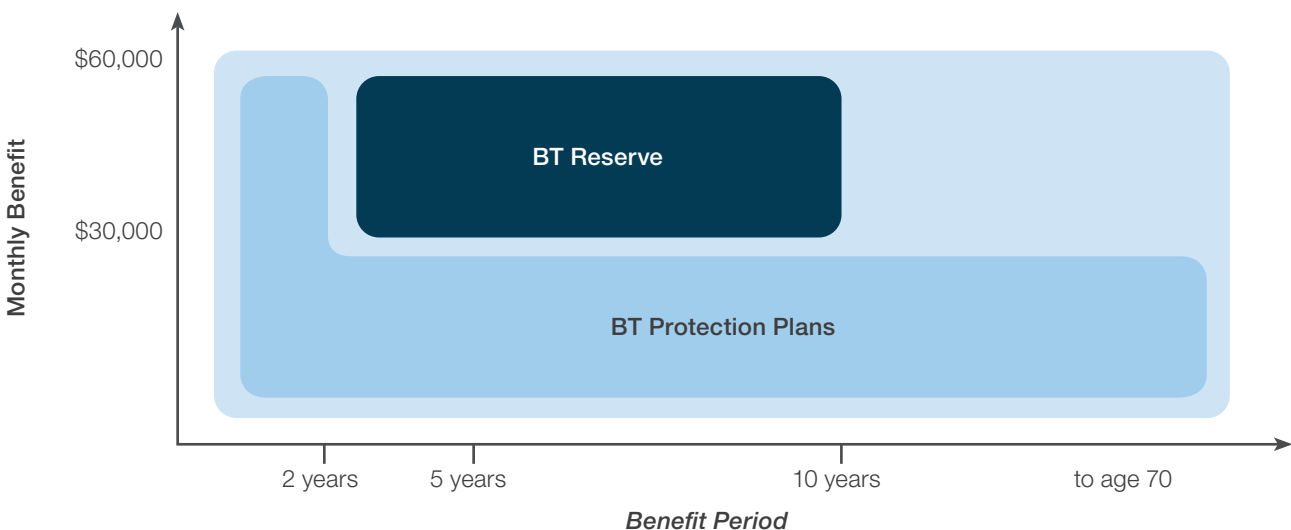 $60,000
BT Reserve
$30,000
Monthly Benefit
BT Protection Plans
2 years
5 years
10 years
to age 70
Benefit Period